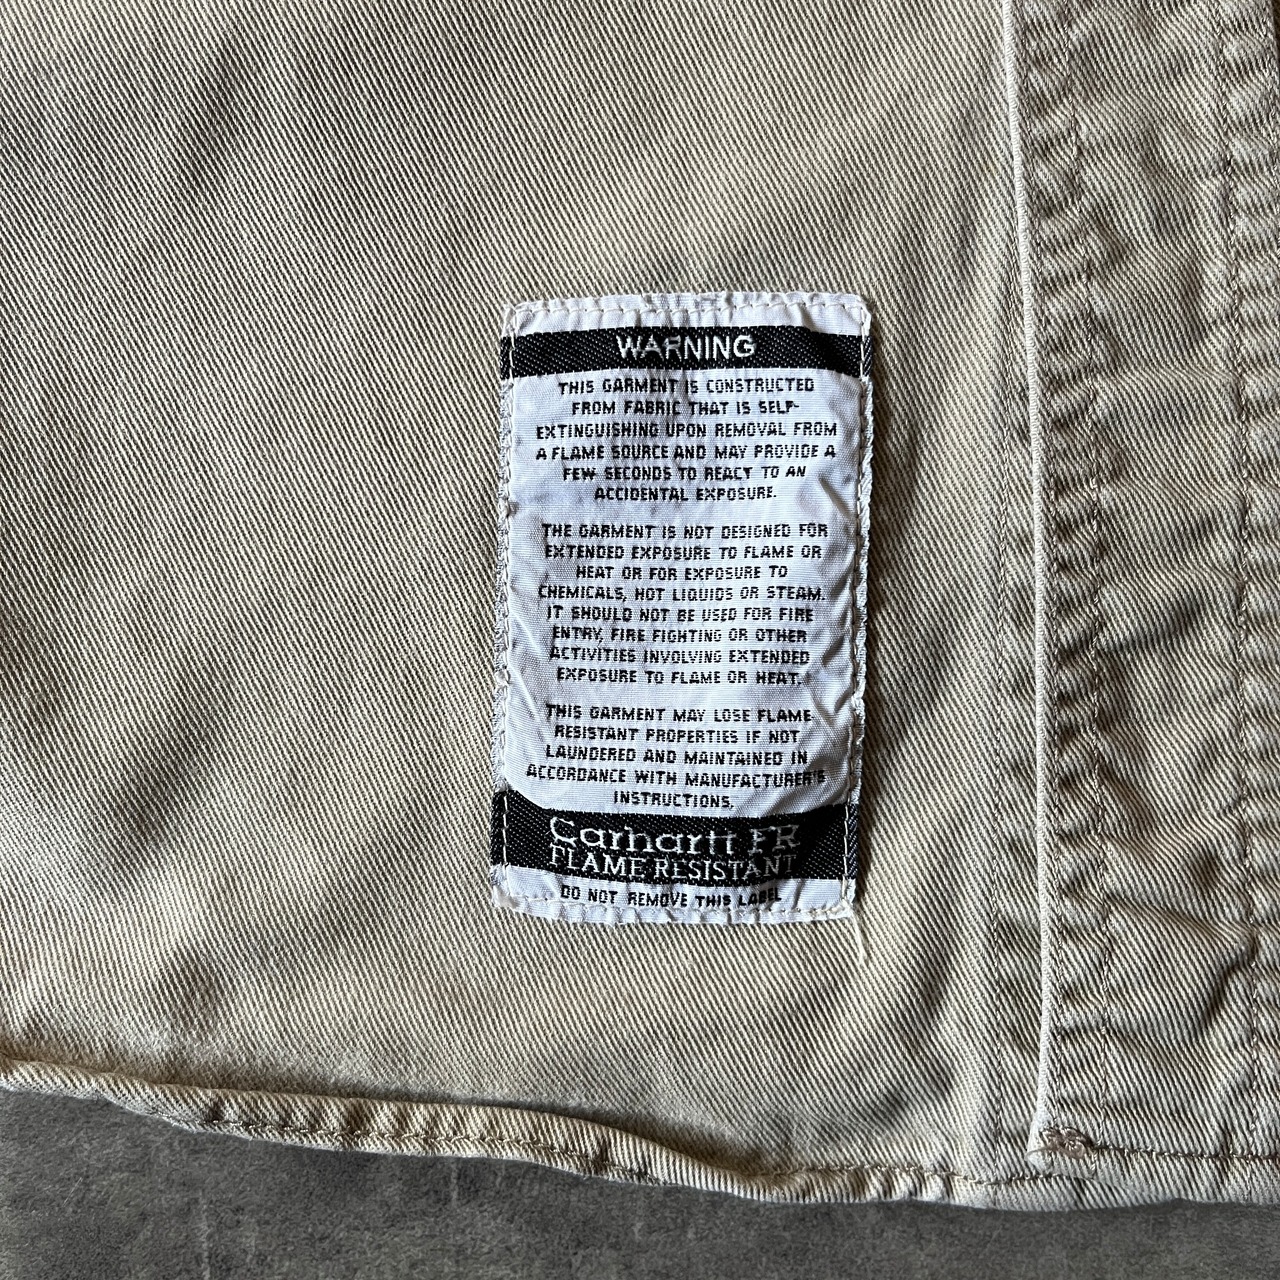 WARNING
THIS GARMENT IS CONSTRUCTED
FROM FABRIC THAT IS SELF-
EXTINGUISHING UPON REMOVAL FROM
A FLAME SOURCE AND MAY PROVIDE A
FEW SECONDS TO REACT TO AN
ACCIDENTAL EXPOSURE.
THE GARMENT IS NOT DESIGNED FOR
EXTENDED EXPOSURE TO FLAME OR
HEAT OR FOR EXPOSURE TO
CHEMICALS, HOT LIQUIDS OR STEAM.
IT SHOULD NOT BE USED FOR FIRE
ENTRY, FIRE FIGHTING OR OTHER
ACTIVITIES INVOLVING EXTENDED
EXPOSURE TO FLAME OR HEAT.
THIS GARMENT MAY LOSE FLAME-
RESISTANT PROPERTIES IF NOT
LAUNDERED AND MAINTAINED IN
ACCORDANCE WITH MANUFACTURER'S
INSTRUCTIONS.
Carhartt FR
FLAME RESISTANT
DO NOT REMOVE THIS LABEL